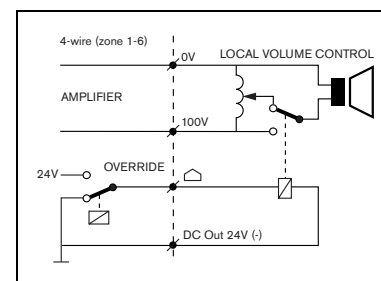 4-wire (zone 1-6)
0V
LOCAL VOLUME CONTROL
AMPLIFIER
100V
24V
OVERRIDE
DC Out 24V (-)